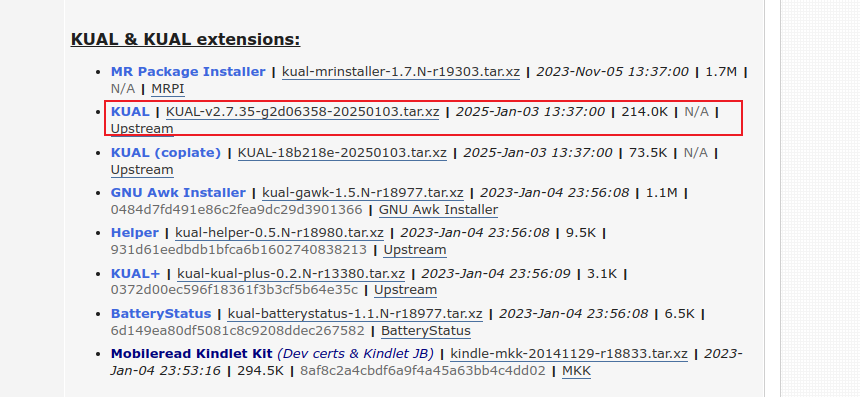 KUAL & KUAL extensions:
MR Package Installer | kual-mrinstaller-1.7.N-r19303.tar.xz | 2023-Nov-05 13:37:00 | 1.7M |
N/A | MRPI
KUAL | KUAL-v2.7.35-g2d06358-20250103.tar.xz | 2025-Jan-03 13:37:00 | 214.0K | N/A |
Upstream
KUAL (coplate) | KUAL-18b218e-20250103.tar.xz | 2025-Jan-03 13:37:00 | 73.5K | N/A |
Upstream
GNU Awk Installer | kual-gawk-1.5.N-r18977.tar.xz | 2023-Jan-04 23:56:08 | 1.1M |
0484d7fd491e86c2fea9dc29d3901366 | GNU Awk Installer
Helper | kual-helper-0.5.N-r18980.tar.xz | 2023-Jan-04 23:56:08 | 9.5K |
931d61eedbdb1bfca6b1602740838213 | Upstream
KUAL+ | kual-kual-plus-0.2.N-r13380.tar.xz | 2023-Jan-04 23:56:09 | 3.1K |
0372d00ec596f18361f3b3cf5b64e35c | Upstream
BatteryStatus | kual-batterystatus-1.1.N-r18977.tar.xz | 2023-Jan-04 23:56:08 | 6.5K |
6d149ea80df5081c8c9208ddec267582 | BatteryStatus
Mobileread Kindlet Kit (Dev certs & Kindlet JB) | kindle-mkk-20141129-r18833.tar.xz | 2023-
Jan-04 23:53:16 | 294.5K | 8af8c2a4cbdf6a9f4a45a63bb4c4dd02 | MKK